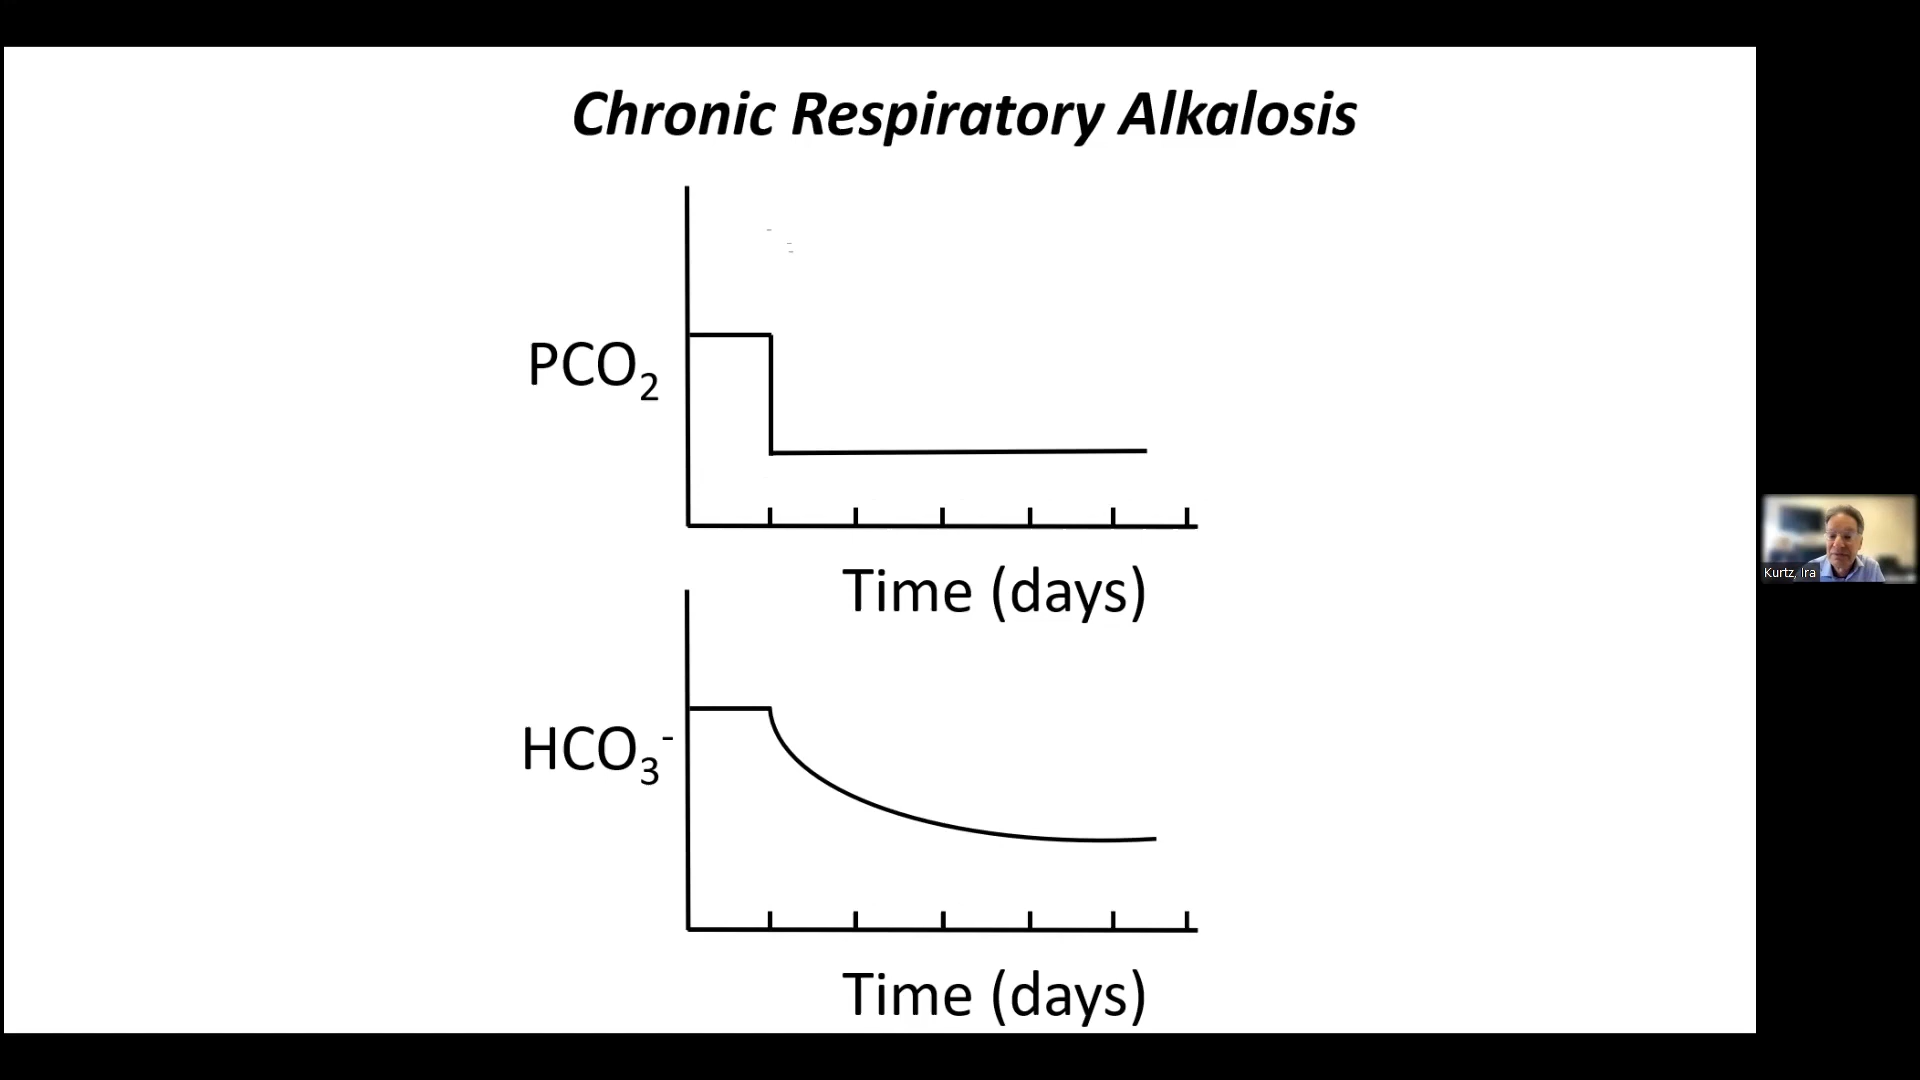 Chronic Respiratory Alkalosis
PCO₂
Time (days)
HCO₃⁻
Time (days)
Kurtz, Ira